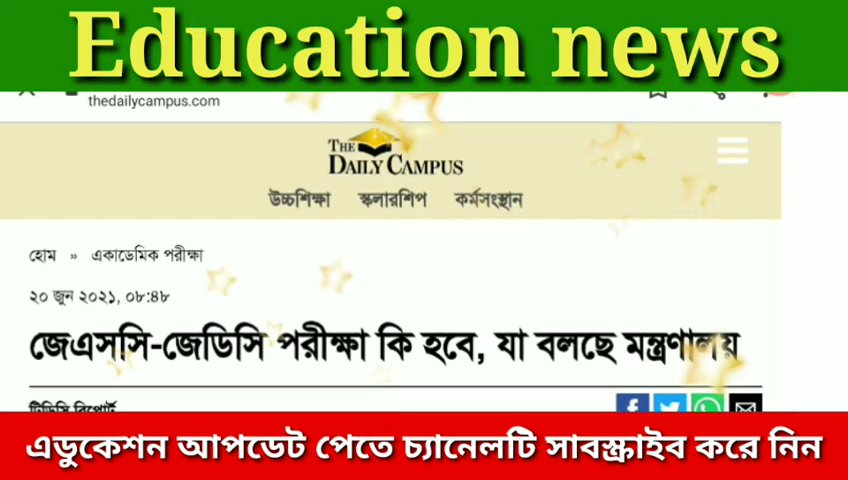 Education news
thedailycampus.com
THE
DAILY CAMPUS
উচ্চশিক্ষা স্কলারশিপ কর্মসংস্থান
হোম » একাডেমিক পরীক্ষা
২০ জুন ২০২১, ০৮:৪৮
জেএসসি-জেডিসি পরীক্ষা কি হবে, যা বলছে মন্ত্রণালয়
টিডিসি রিপোর্ট
এডুকেশন আপডেট পেতে চ্যানেলটি সাবস্ক্রাইব করে নিন